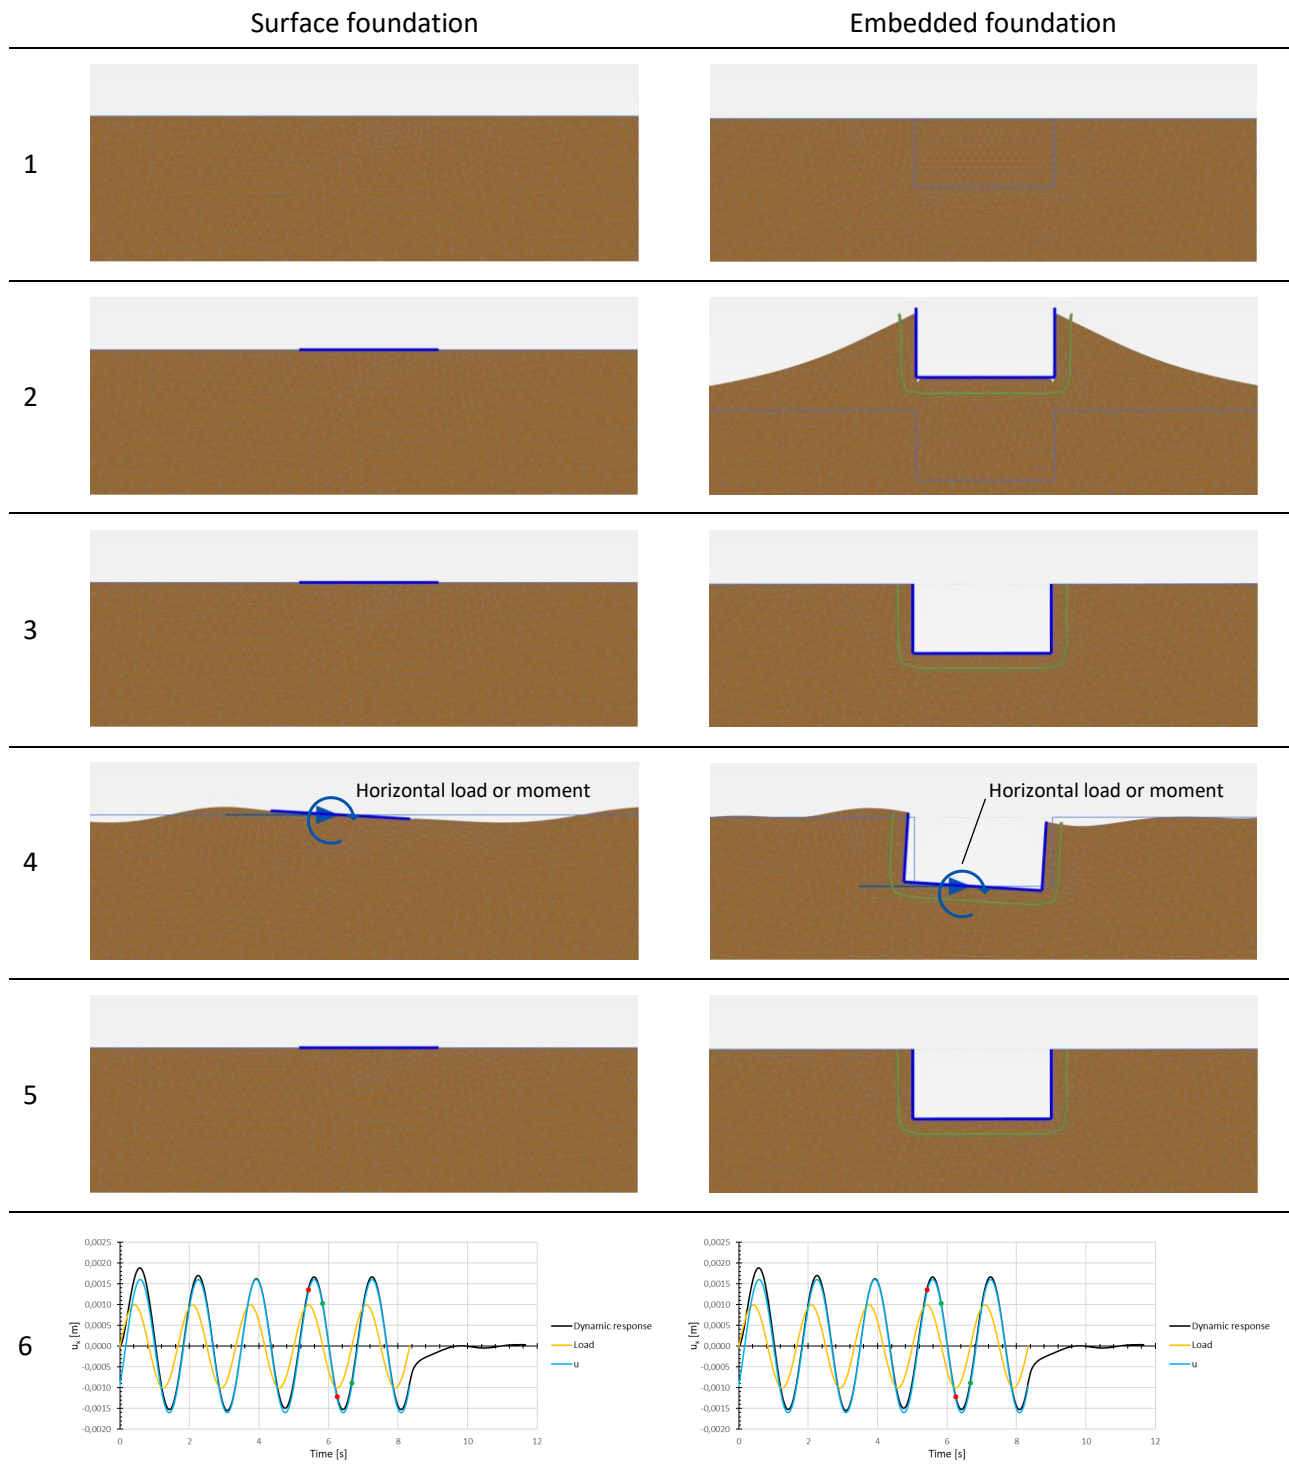 Surface foundation Embedded foundation
1
2
3
Horizontal load or moment Horizontal load or moment
4
5
6
0,0025
0,0020
0,0015
0,0010
0,0005
0,0000
-0,0005
-0,0010
-0,0015
-0,0020
uₓ [m]
0 2 4 6 8 10 12
Time [s]
Dynamic response
Load
u
0,0025
0,0020
0,0015
0,0010
0,0005
0,0000
-0,0005
-0,0010
-0,0015
-0,0020
uₓ [m]
0 2 4 6 8 10 12
Time [s]
Dynamic response
Load
u